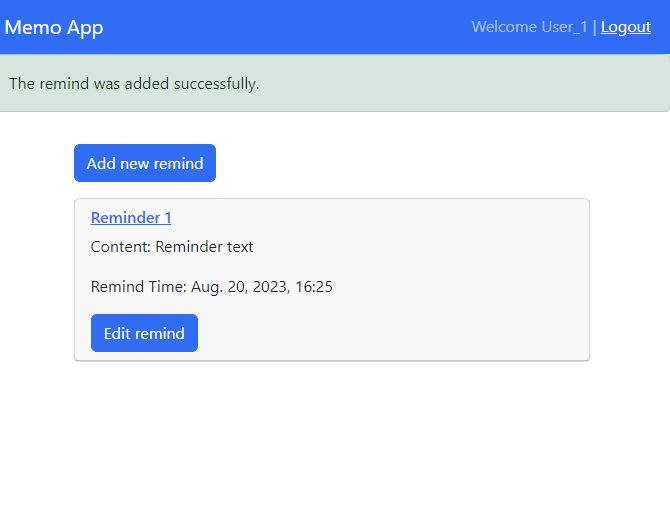 Memo App
Welcome User_1 | Logout
The remind was added successfully.
Add new remind
Reminder 1
Content: Reminder text
Remind Time: Aug. 20, 2023, 16:25
Edit remind